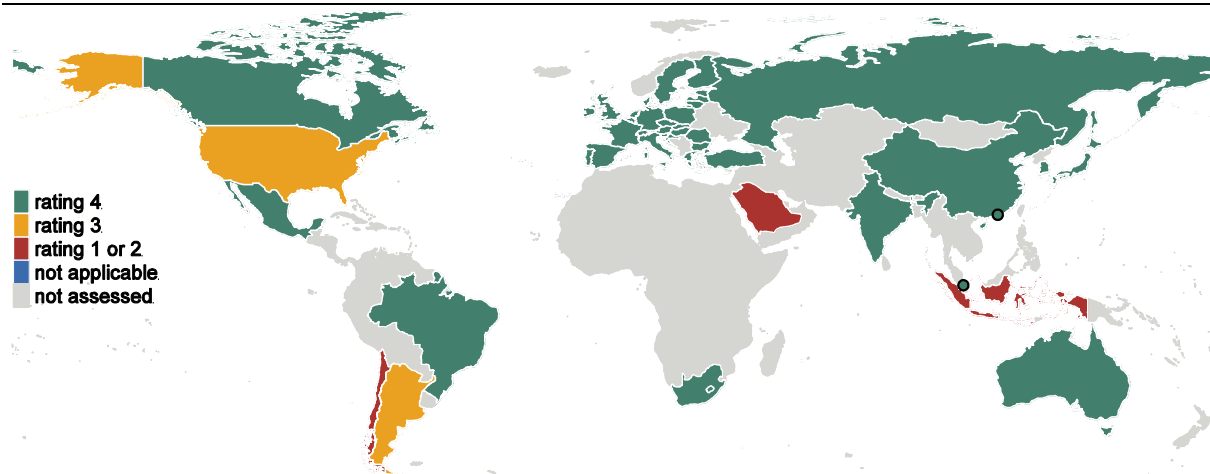 rating 4
rating 3
rating 1 or 2
not applicable
not assessed